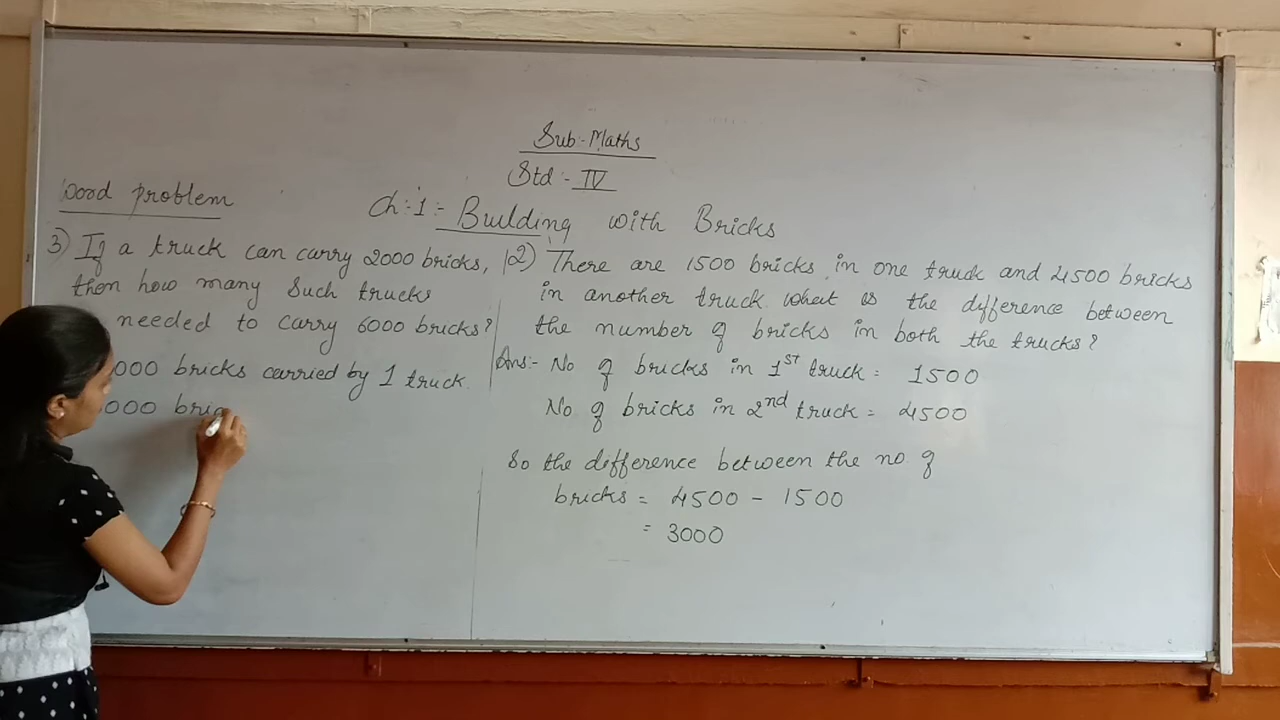 Sub:- Maths
Std:- IV
Ch:-1:- Building with Bricks
Word problem
3) If a truck can carry 2000 bricks,
then how many such trucks
needed to carry 6000 bricks?
000 bricks carried by 1 truck.
000 bric
2) There are 1500 bricks in one truck and 4500 bricks
in another truck. What is the difference between
the number of bricks in both the trucks?
Ans:- No of bricks in 1st truck = 1500
No of bricks in 2nd truck = 4500
So the difference between the no. of
bricks = 4500 - 1500
= 3000